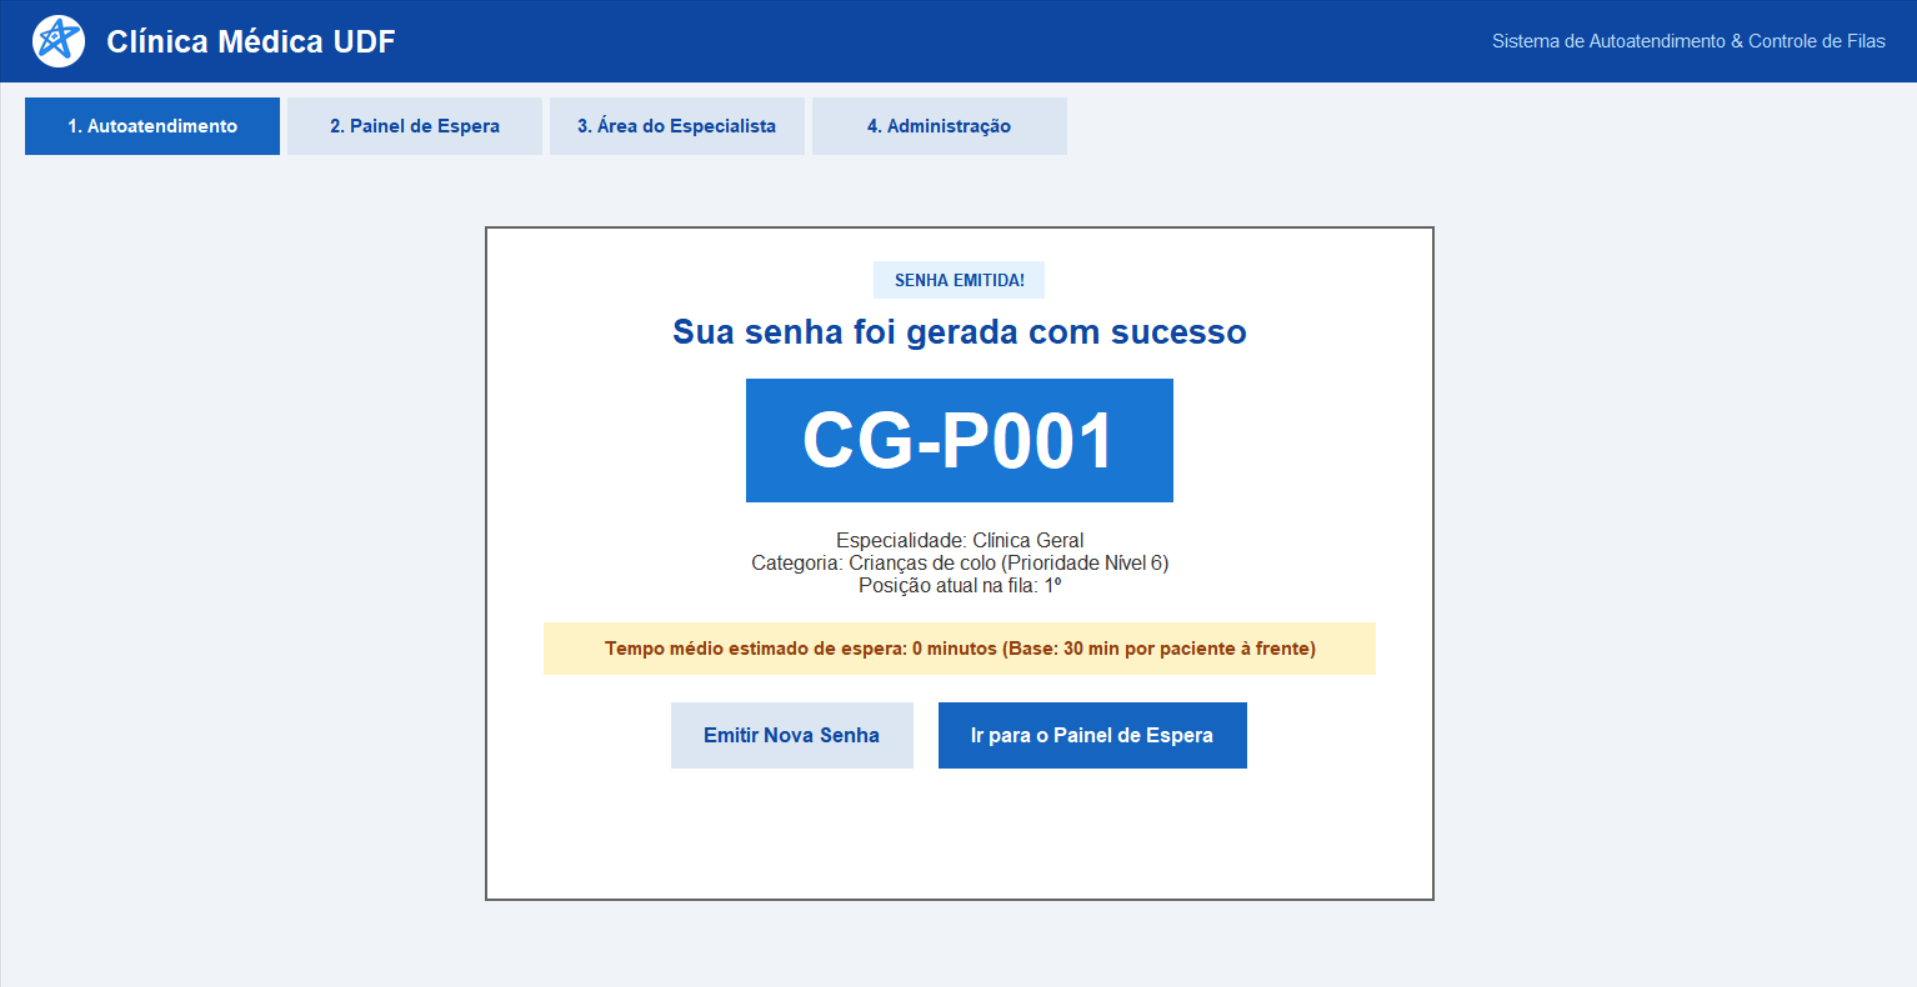 Clínica Médica UDF
Sistema de Autoatendimento & Controle de Filas
1. Autoatendimento
2. Painel de Espera
3. Área do Especialista
4. Administração
SENHA EMITIDA!
Sua senha foi gerada com sucesso
CG-P001
Especialidade: Clínica Geral
Categoria: Crianças de colo (Prioridade Nível 6)
Posição atual na fila: 1º
Tempo médio estimado de espera: 0 minutos (Base: 30 min por paciente à frente)
Emitir Nova Senha
Ir para o Painel de Espera